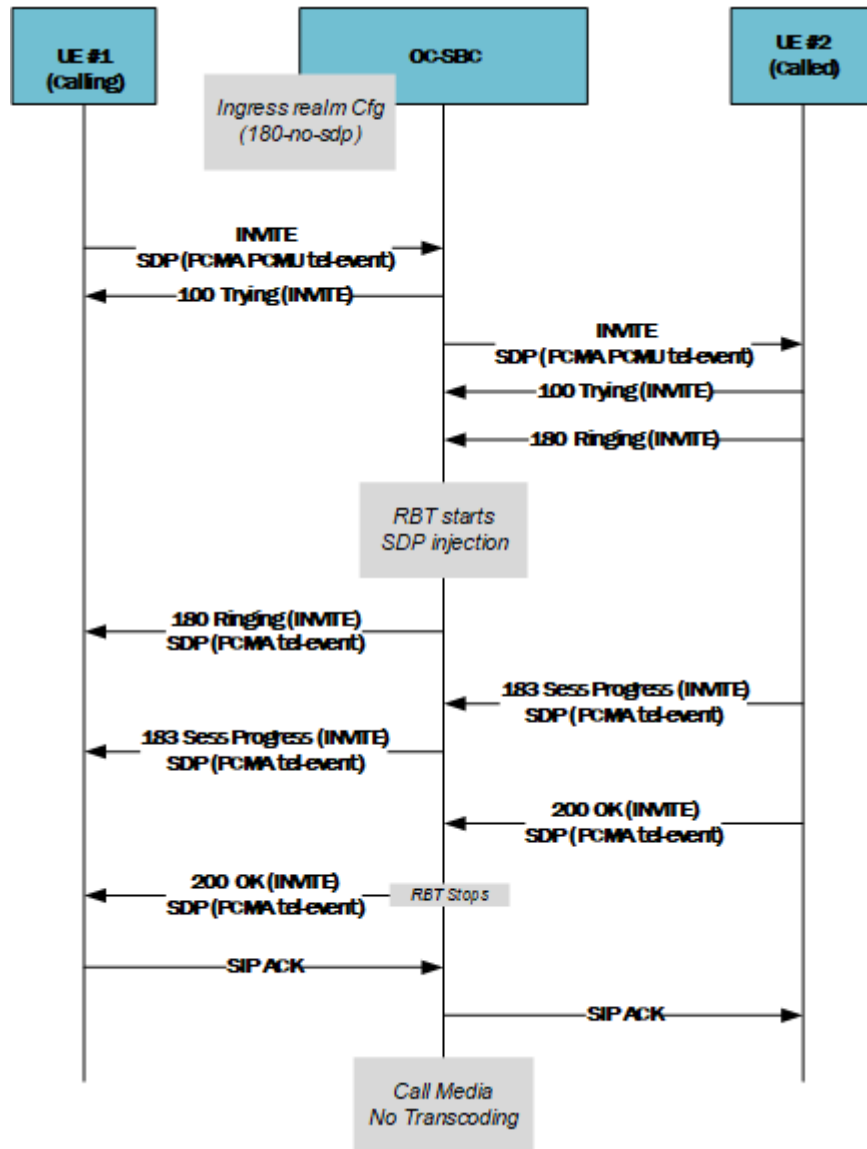 UE #1
(Calling)
OC-SBC
UE #2
(Called)
Ingress realm Cfg
(180-no-sdp)
INVITE
SDP (PCMA PCMU tel-event)
100 Trying (INVITE)
INVITE
SDP (PCMA PCMU tel-event)
100 Trying (INVITE)
180 Ringing (INVITE)
RBT starts
SDP injection
180 Ringing (INVITE)
SDP (PCMA tel-event)
183 Sess Progress (INVITE)
SDP (PCMA tel-event)
183 Sess Progress (INVITE)
SDP (PCMA tel-event)
200 OK (INVITE)
SDP (PCMA tel-event)
200 OK (INVITE)
SDP (PCMA tel-event)
RBT Stops
SIP ACK
SIP ACK
Call Media
No Transcoding